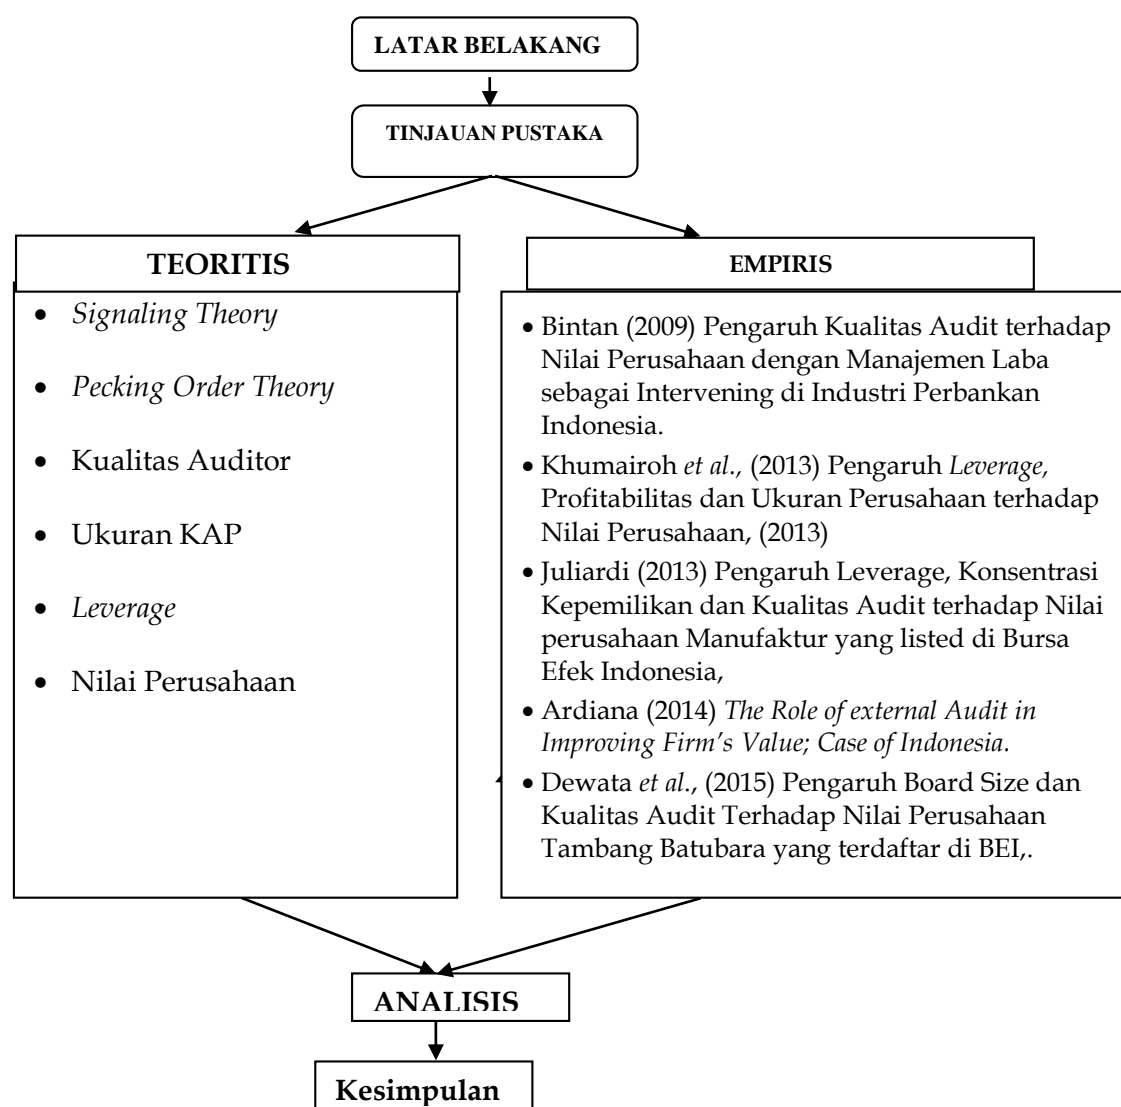 LATAR BELAKANG
TINJAUAN PUSTAKA
TEORITIS
• Signaling Theory
• Pecking Order Theory
• Kualitas Auditor
• Ukuran KAP
• Leverage
• Nilai Perusahaan
EMPIRIS
• Bintan (2009) Pengaruh Kualitas Audit terhadap
Nilai Perusahaan dengan Manajemen Laba
sebagai Intervening di Industri Perbankan
Indonesia.
• Khumairoh et al., (2013) Pengaruh Leverage,
Profitabilitas dan Ukuran Perusahaan terhadap
Nilai Perusahaan, (2013)
• Juliardi (2013) Pengaruh Leverage, Konsentrasi
Kepemilikan dan Kualitas Audit terhadap Nilai
perusahaan Manufaktur yang listed di Bursa
Efek Indonesia,
• Ardiana (2014) The Role of external Audit in
Improving Firm's Value; Case of Indonesia.
• Dewata et al., (2015) Pengaruh Board Size dan
Kualitas Audit Terhadap Nilai Perusahaan
Tambang Batubara yang terdaftar di BEI,.
ANALISIS
Kesimpulan